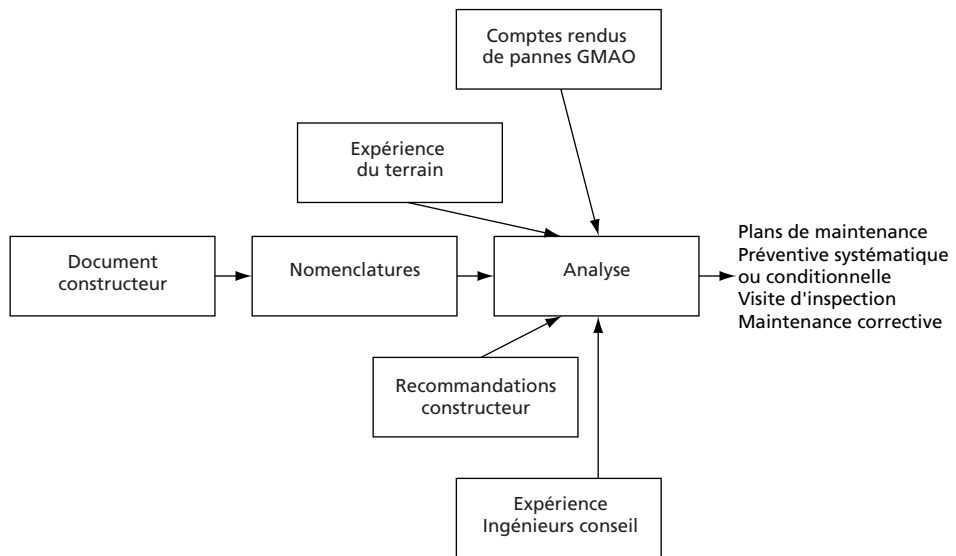 Comptes rendus
de pannes GMAO
Expérience
du terrain
Document
constructeur
Nomenclatures
Analyse
Plans de maintenance
Préventive systématique
ou conditionnelle
Visite d'inspection
Maintenance corrective
Recommandations
constructeur
Expérience
Ingénieurs conseil